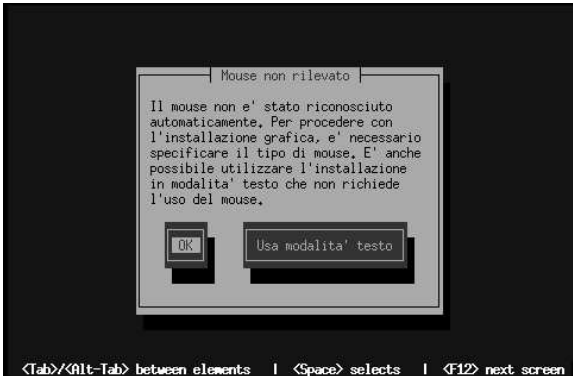 Mouse non rilevato
Il mouse non e' stato riconosciuto
automaticamente. Per procedere con
l'installazione grafica, e' necessario
specificare il tipo di mouse. E' anche
possibile utilizzare l'installazione
in modalita' testo che non richiede
l'uso del mouse.
OK Usa modalita' testo
<Tab>/<Alt-Tab> between elements | <Space> selects | <F12> next screen